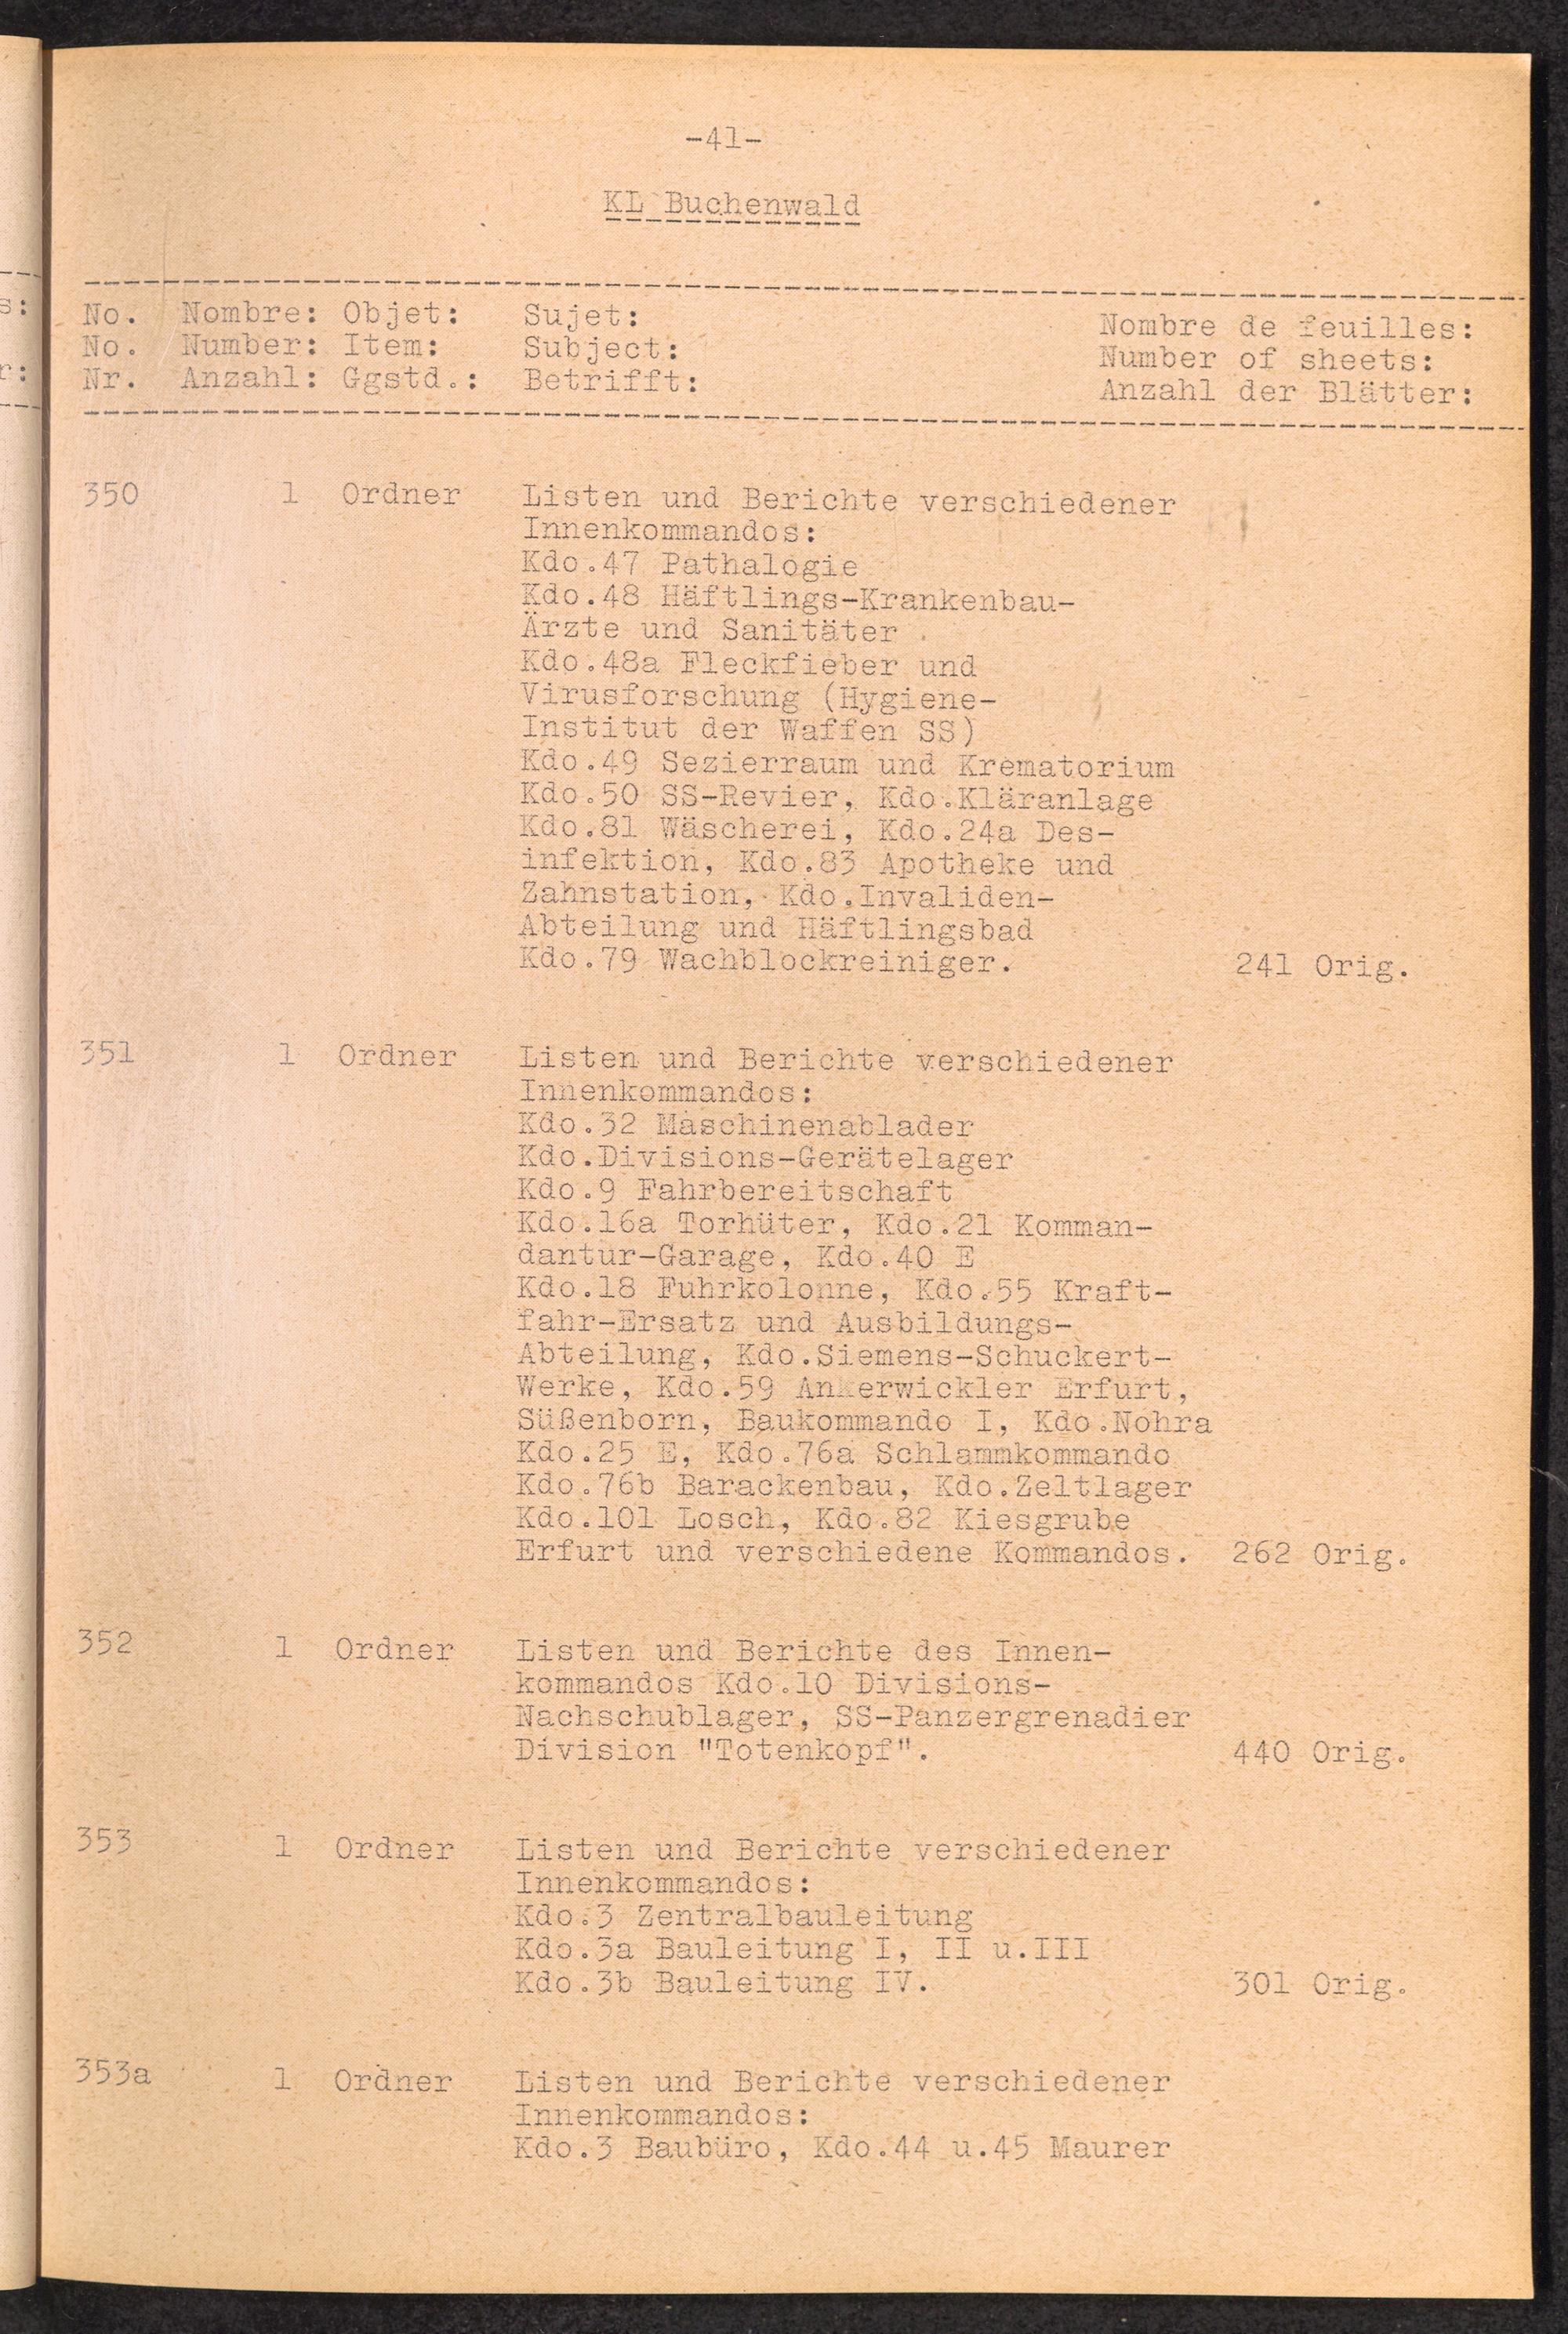 -41-
KL Buchenwald
No. Nombre: Objet: Sujet: Nombre de feuilles:
No. Number: Item: Subject: Number of sheets:
Nr. Anzahl: Ggstd.: Betrifft: Anzahl der Blätter:
350 1 Ordner Listen und Berichte verschiedener
Innenkommandos:
Kdo.47 Pathalogie
Kdo.48 Häftlings-Krankenbau-
Ärzte und Sanitäter
Kdo.48a Fleckfieber und
Virusforschung (Hygiene-
Institut der Waffen SS)
Kdo.49 Sezierraum und Krematorium
Kdo.50 SS-Revier, Kdo.Kläranlage
Kdo.81 Wäscherei, Kdo.24a Des-
infektion, Kdo.83 Apotheke und
Zahnstation, Kdo.Invaliden-
Abteilung und Häftlingsbad
Kdo.79 Wachblockreiniger. 241 Orig.
351 1 Ordner Listen und Berichte verschiedener
Innenkommandos:
Kdo.32 Maschinenablader
Kdo.Divisions-Gerätelager
Kdo.9 Fahrbereitschaft
Kdo.16a Torhüter, Kdo.21 Komman-
dantur-Garage, Kdo.40 E
Kdo.18 Fuhrkolonne, Kdo.55 Kraft-
fahr-Ersatz und Ausbildungs-
Abteilung, Kdo.Siemens-Schuckert-
Werke, Kdo.59 Ankerwickler Erfurt,
Süßenborn, Baukommando I, Kdo.Nohra
Kdo.25 E, Kdo.76a Schlammkommando
Kdo.76b Barackenbau, Kdo.Zeltlager
Kdo.101 Losch, Kdo.82 Kiesgrube
Erfurt und verschiedene Kommandos. 262 Orig.
352 1 Ordner Listen und Berichte des Innen-
kommandos Kdo.10 Divisions-
Nachschublager, SS-Panzergrenadier
Division "Totenkopf". 440 Orig.
353 1 Ordner Listen und Berichte verschiedener
Innenkommandos:
Kdo.3 Zentralbauleitung
Kdo.3a Bauleitung I, II u.III
Kdo.3b Bauleitung IV. 301 Orig.
353a 1 Ordner Listen und Berichte verschiedener
Innenkommandos:
Kdo.3 Baubüro, Kdo.44 u.45 Maurer